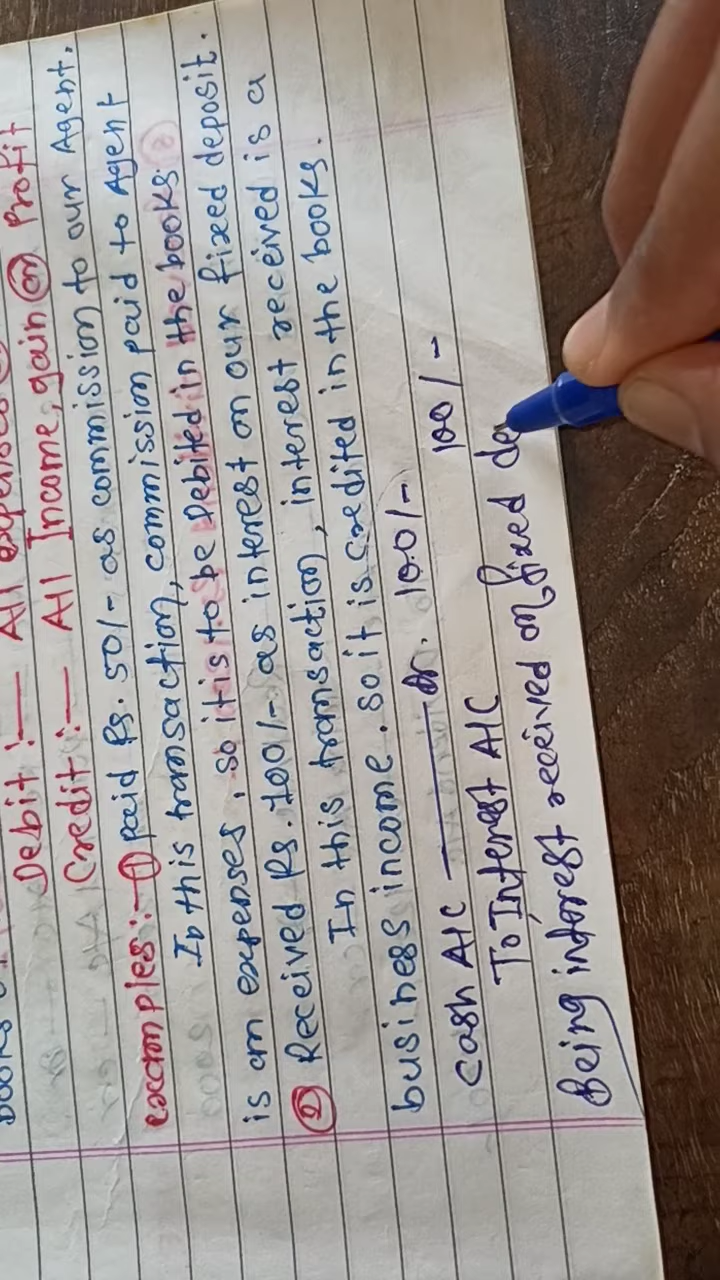 Debit :— All expenses
Credit :— All Income, gain or Profit
examples :- ① paid Rs. 50/- as commission to our Agent.
In this transaction, commission paid to Agent
is an expenses, so it is to be Debited in the books.
② Received Rs. 100/- as interest on our fixed deposit.
In this transaction, interest received is a
business income. so it is credited in the books.
Cash A/C ——— Dr. 100/-
To Interest A/C 100/-
Being interest received on fixed de